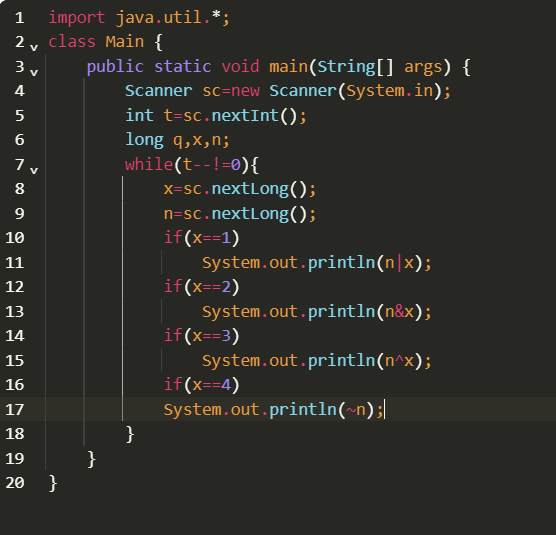 1 import java.util.*;
2 v class Main {
3 v public static void main(String[] args) {
4 Scanner sc=new Scanner(System.in);
5 int t=sc.nextInt();
6 long q,x,n;
7 v while(t--!=0){
8 x=sc.nextLong();
9 n=sc.nextLong();
10 if(x==1)
11 System.out.println(n|x);
12 if(x==2)
13 System.out.println(n&x);
14 if(x==3)
15 System.out.println(n^x);
16 if(x==4)
17 System.out.println(~n);
18 }
19 }
20 }